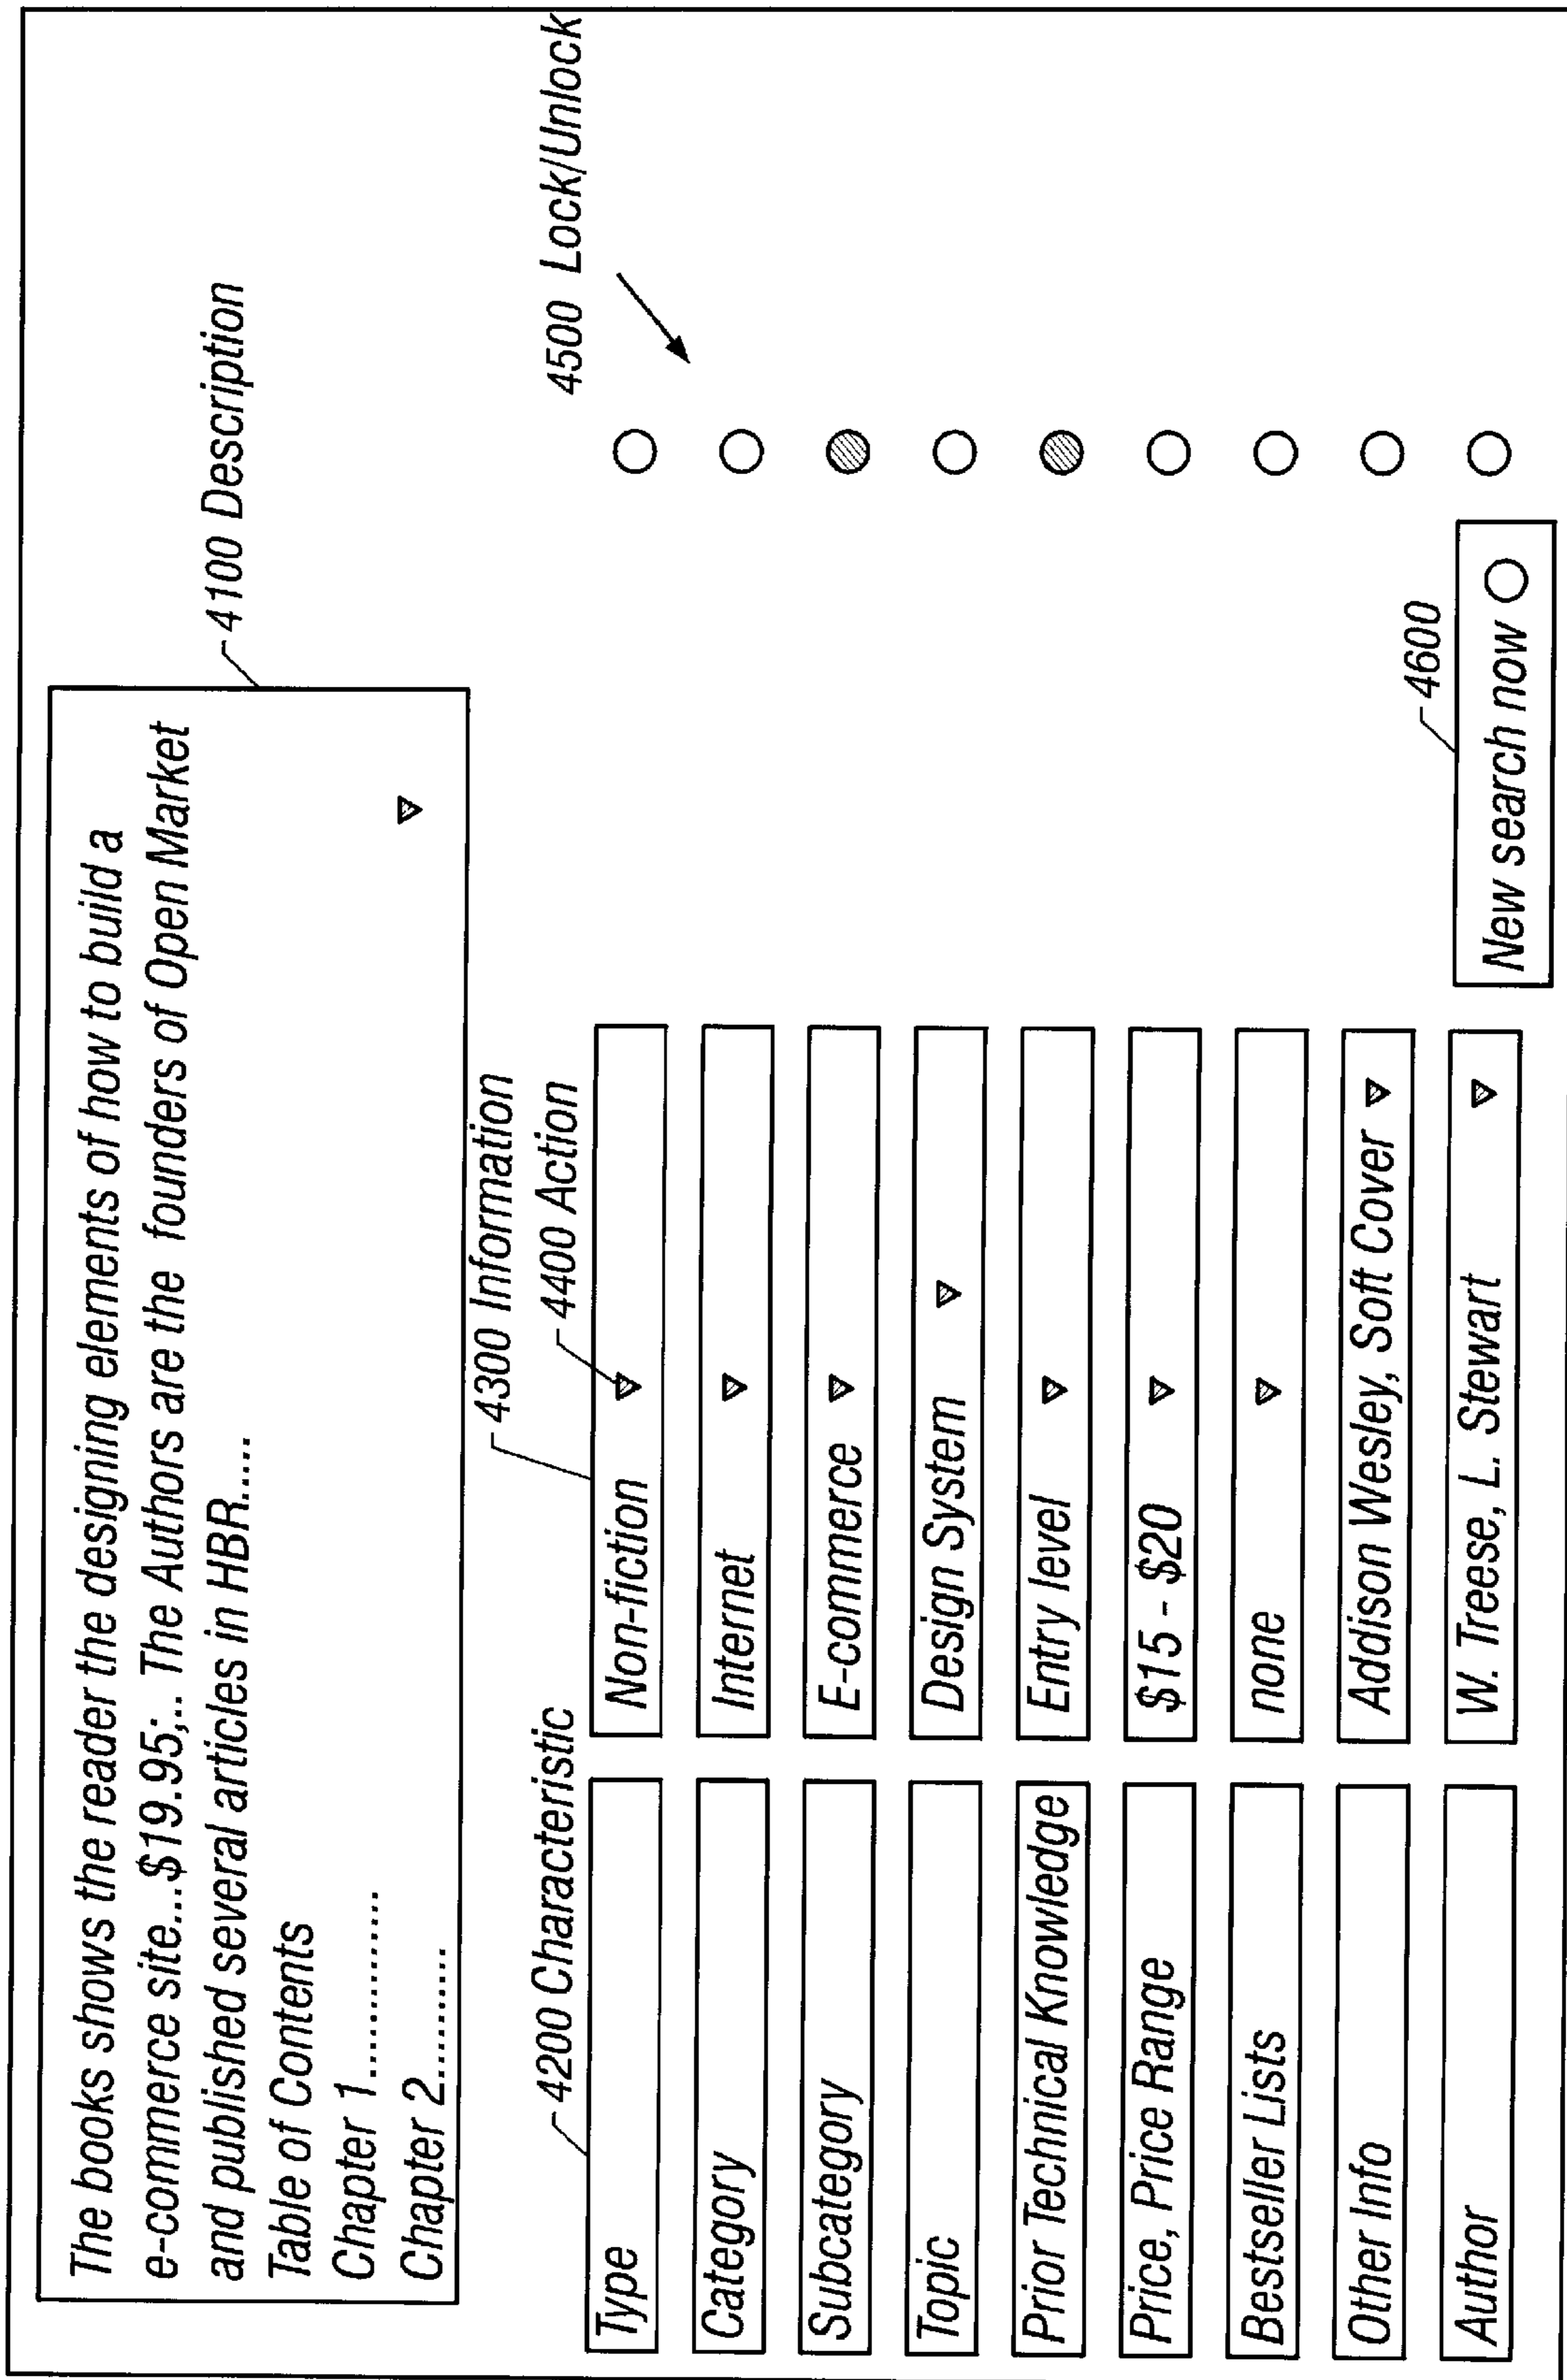 The books shows the reader the designing elements of how to build a
e-commerce site...$19.95;.. The Authors are the founders of Open Market
and published several articles in HBR.....
Table of Contents
Chapter 1.............
Chapter 2..........
4100 Description
4200 Characteristic
4300 Information
4400 Action
4500 Lock/Unlock
Type
Non-fiction
Category
Internet
Subcategory
E-commerce
Topic
Design System
Prior Technical Knowledge
Entry level
Price, Price Range
$15 - $20
Bestseller Lists
none
Other Info
Addison Wesley, Soft Cover
Author
W. Treese, L. Stewart
4600
New search now